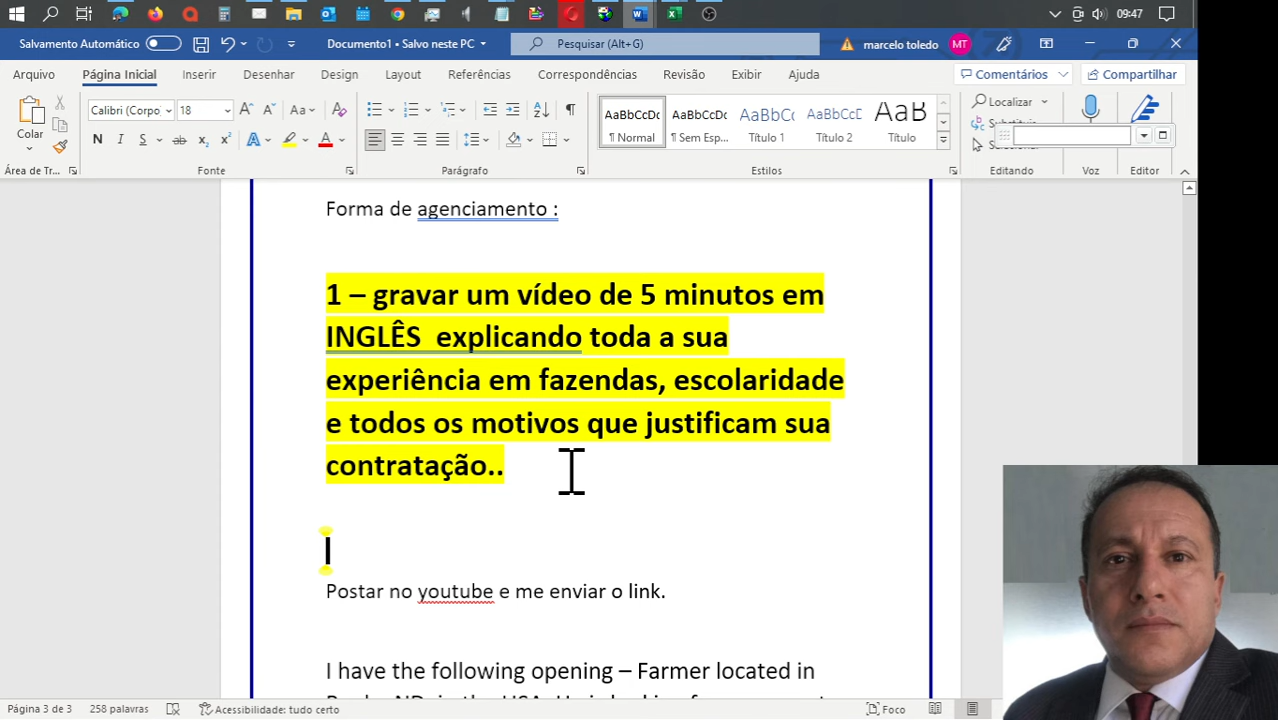 09:47
Salvamento Automático
Documento1 • Salvo neste PC
Pesquisar (Alt+G)
marcelo toledo
MT
Arquivo
Página Inicial
Inserir
Desenhar
Design
Layout
Referências
Correspondências
Revisão
Exibir
Ajuda
Comentários
Compartilhar
Colar
Calibri (Corpo
18
Aa
N
I
S
ab
AaBbCcDc
AaBbCcDc
AaBbCc
AaBbCcD
AaB
¶ Normal
¶ Sem Esp...
Título 1
Título 2
Título
Localizar
Substituir
Selecionar
Área de Tr...
Fonte
Parágrafo
Estilos
Editando
Voz
Editor
Forma de agenciamento :
1 – gravar um vídeo de 5 minutos em
INGLÊS  explicando toda a sua
experiência em fazendas, escolaridade
e todos os motivos que justificam sua
contratação..
Postar no youtube e me enviar o link.
I have the following opening – Farmer located in
Página 3 de 3
258 palavras
Acessibilidade: tudo certo
Foco